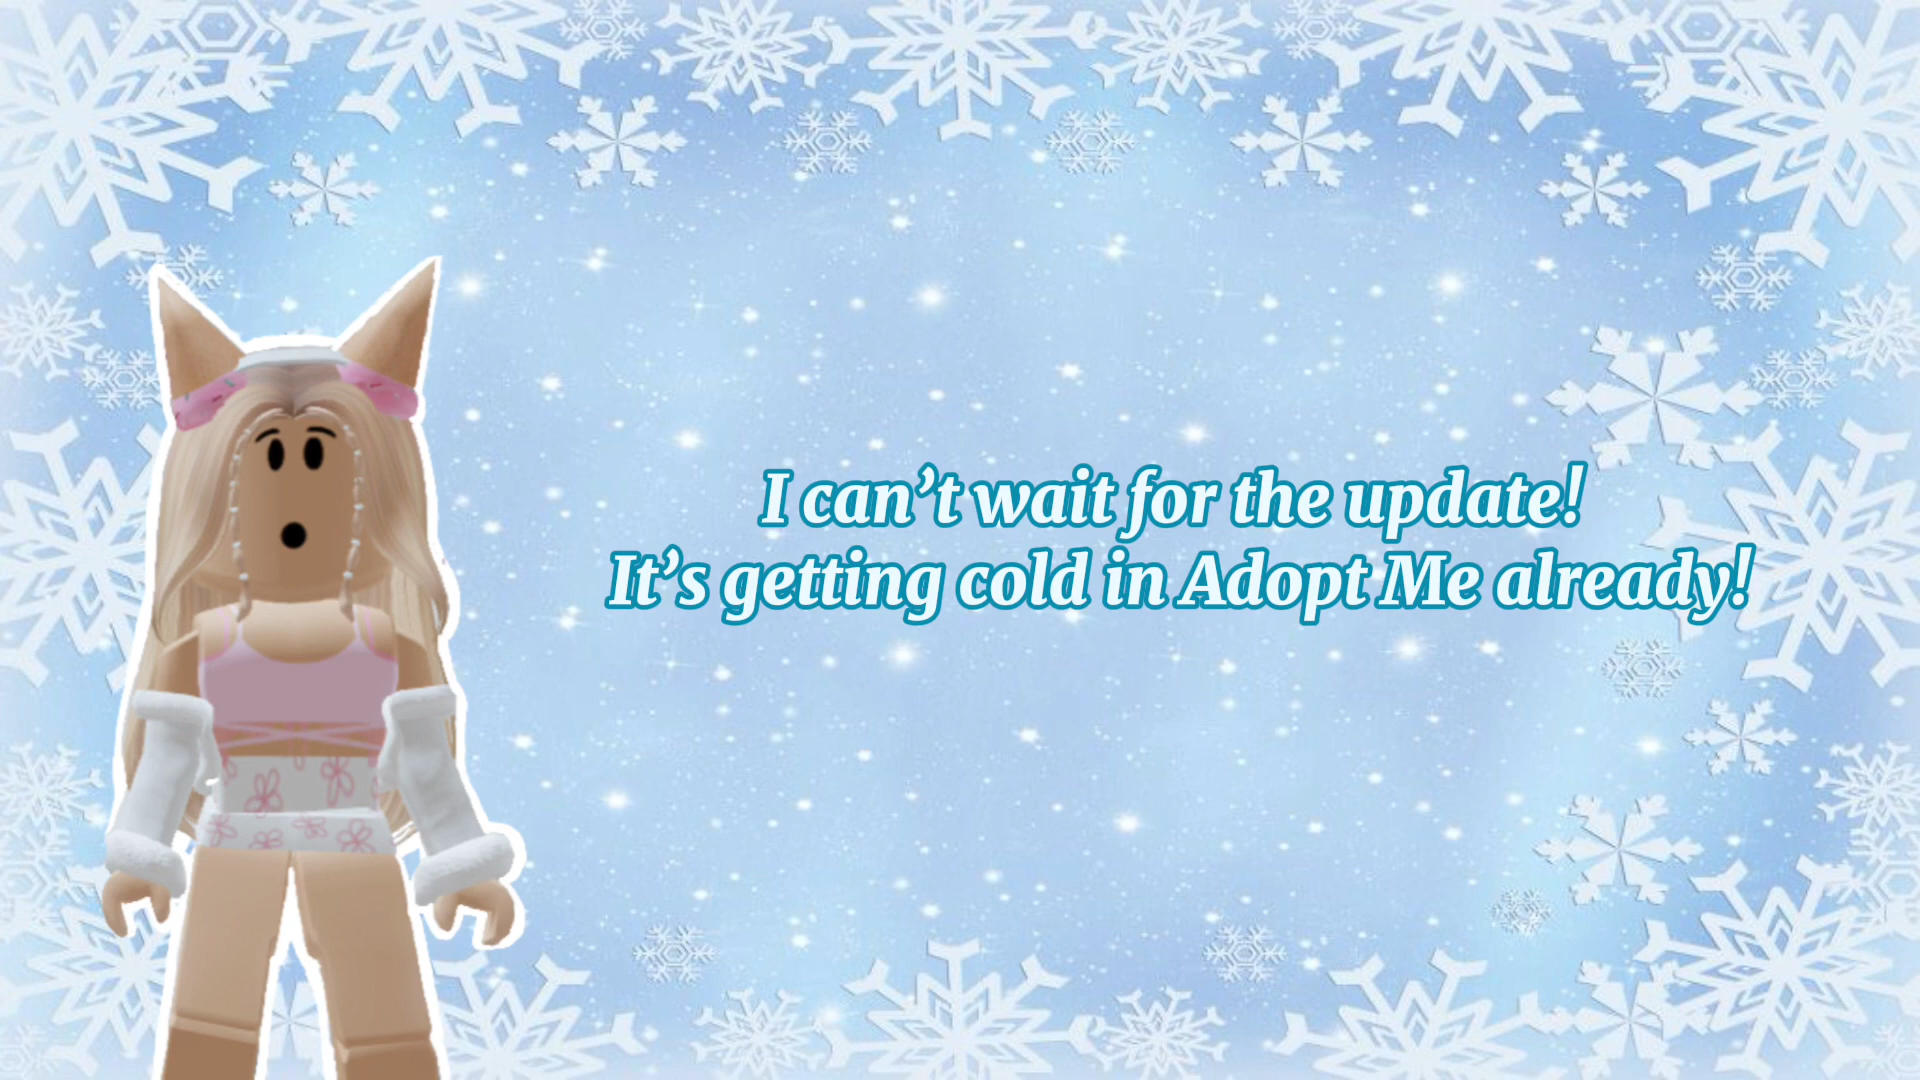 I can’t wait for the update!
It’s getting cold in Adopt Me already!